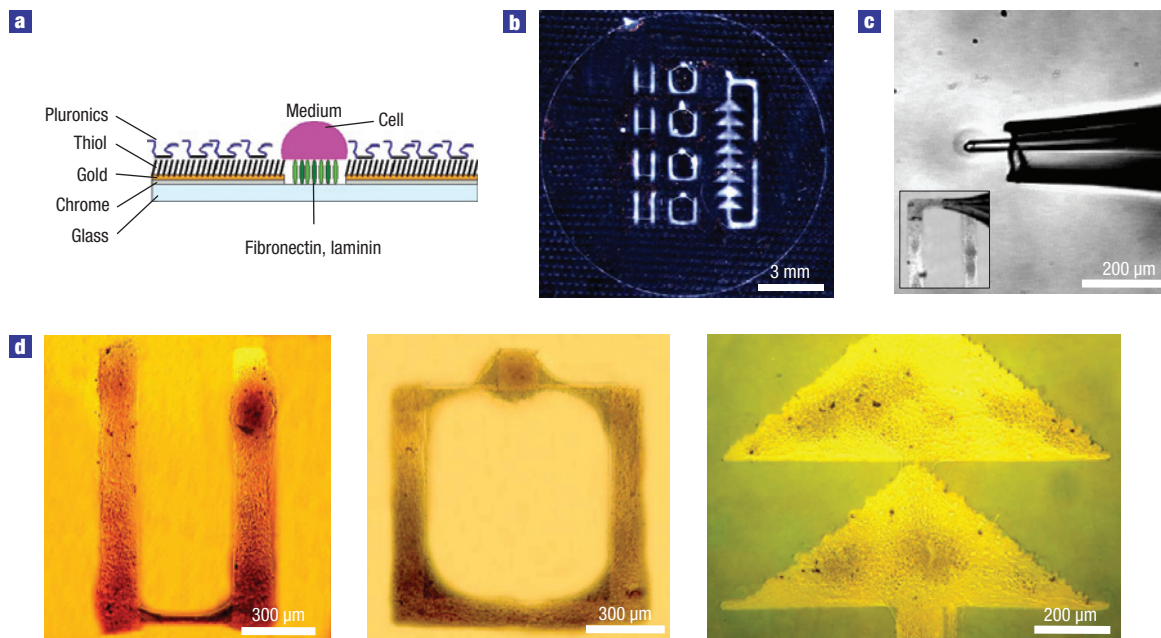 a
Pluronics
Thiol
Gold
Chrome
Glass
Medium
Cell
Fibronectin, laminin
b
3 mm
c
200 µm
d
300 µm
300 µm
200 µm